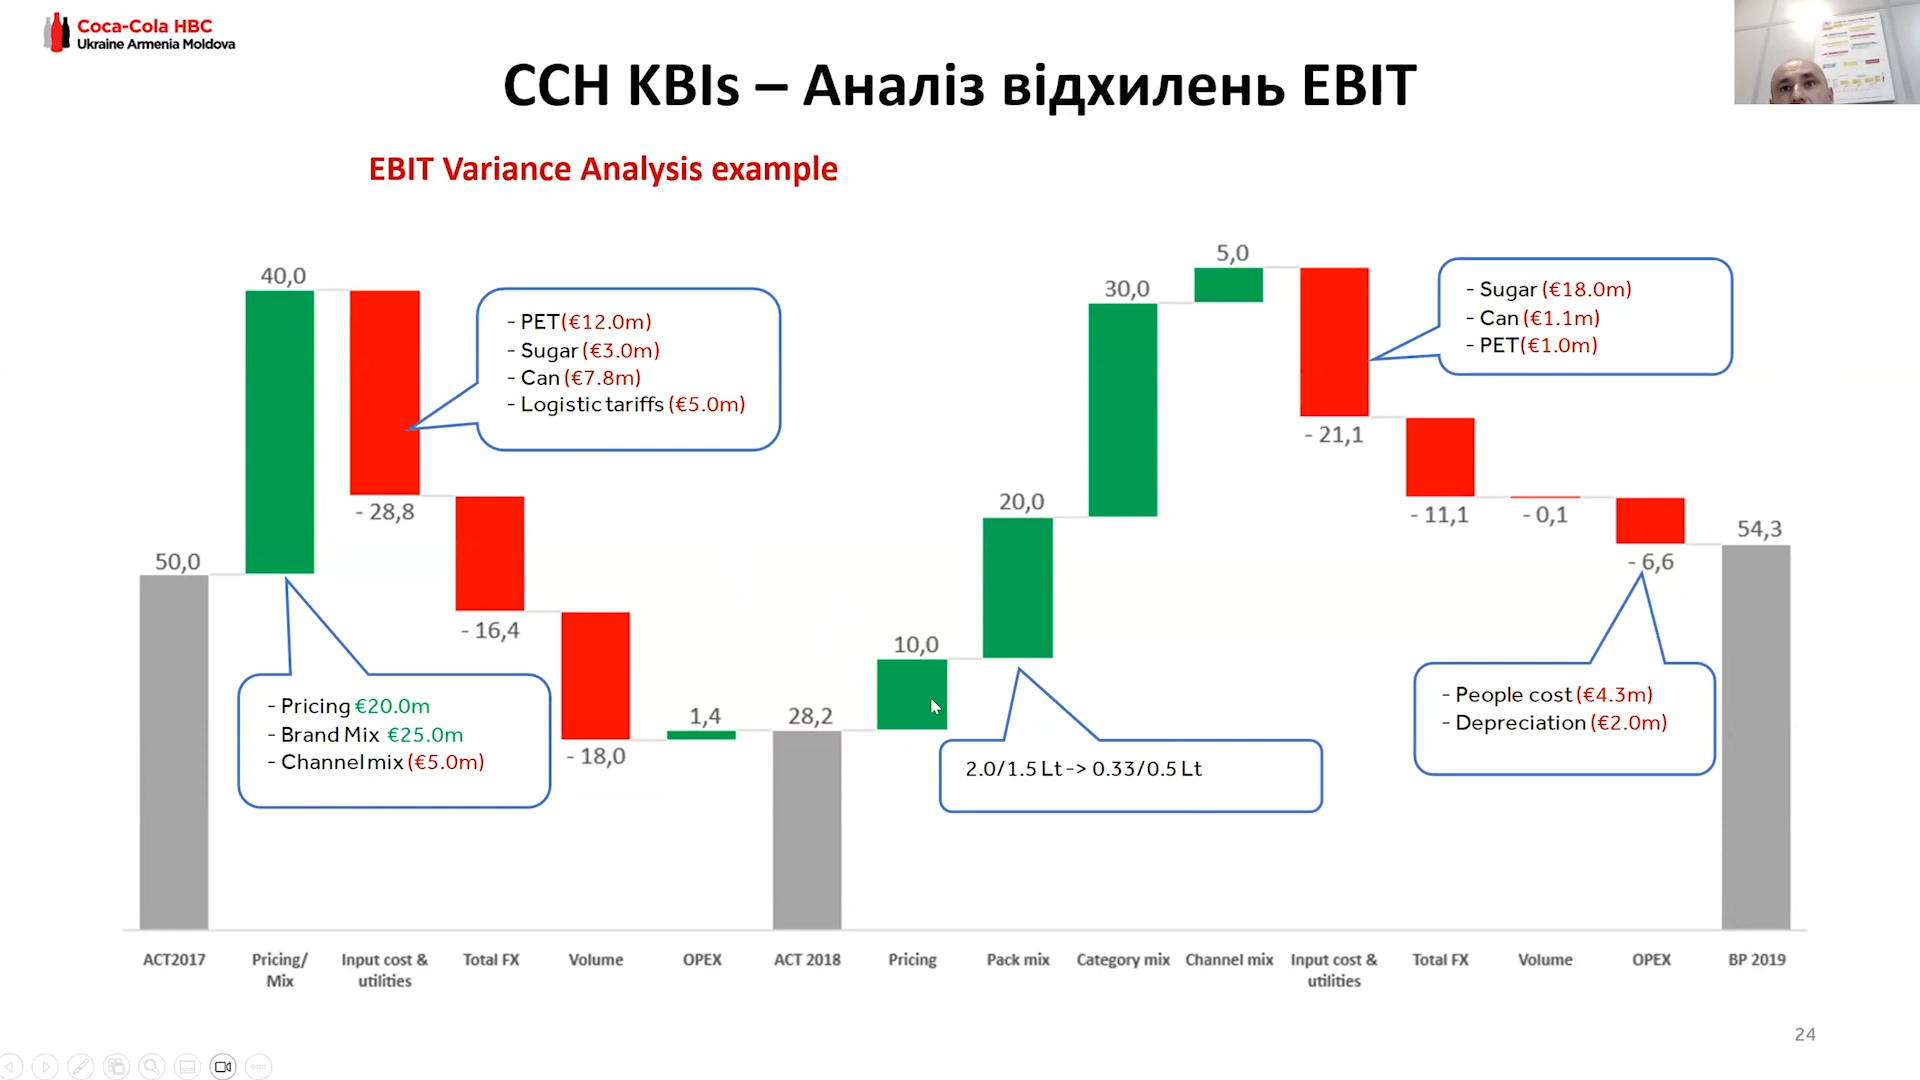 Coca-Cola HBC
Ukraine Armenia Moldova
CCH KBIs – Аналіз відхилень EBIT
EBIT Variance Analysis example
40,0
- 28,8
- 16,4
50,0
- 18,0
1,4
28,2
10,0
20,0
30,0
5,0
- 21,1
- 11,1
- 0,1
- 6,6
54,3
- PET(€12.0m)
- Sugar (€3.0m)
- Can (€7.8m)
- Logistic tariffs (€5.0m)
- Sugar (€18.0m)
- Can (€1.1m)
- PET(€1.0m)
- Pricing €20.0m
- Brand Mix €25.0m
- Channel mix (€5.0m)
2.0/1.5 Lt -> 0.33/0.5 Lt
- People cost (€4.3m)
- Depreciation (€2.0m)
ACT2017
Pricing/
Mix
Input cost &
utilities
Total FX
Volume
OPEX
ACT 2018
Pricing
Pack mix
Category mix
Channel mix
Input cost &
utilities
Total FX
Volume
OPEX
BP 2019
24